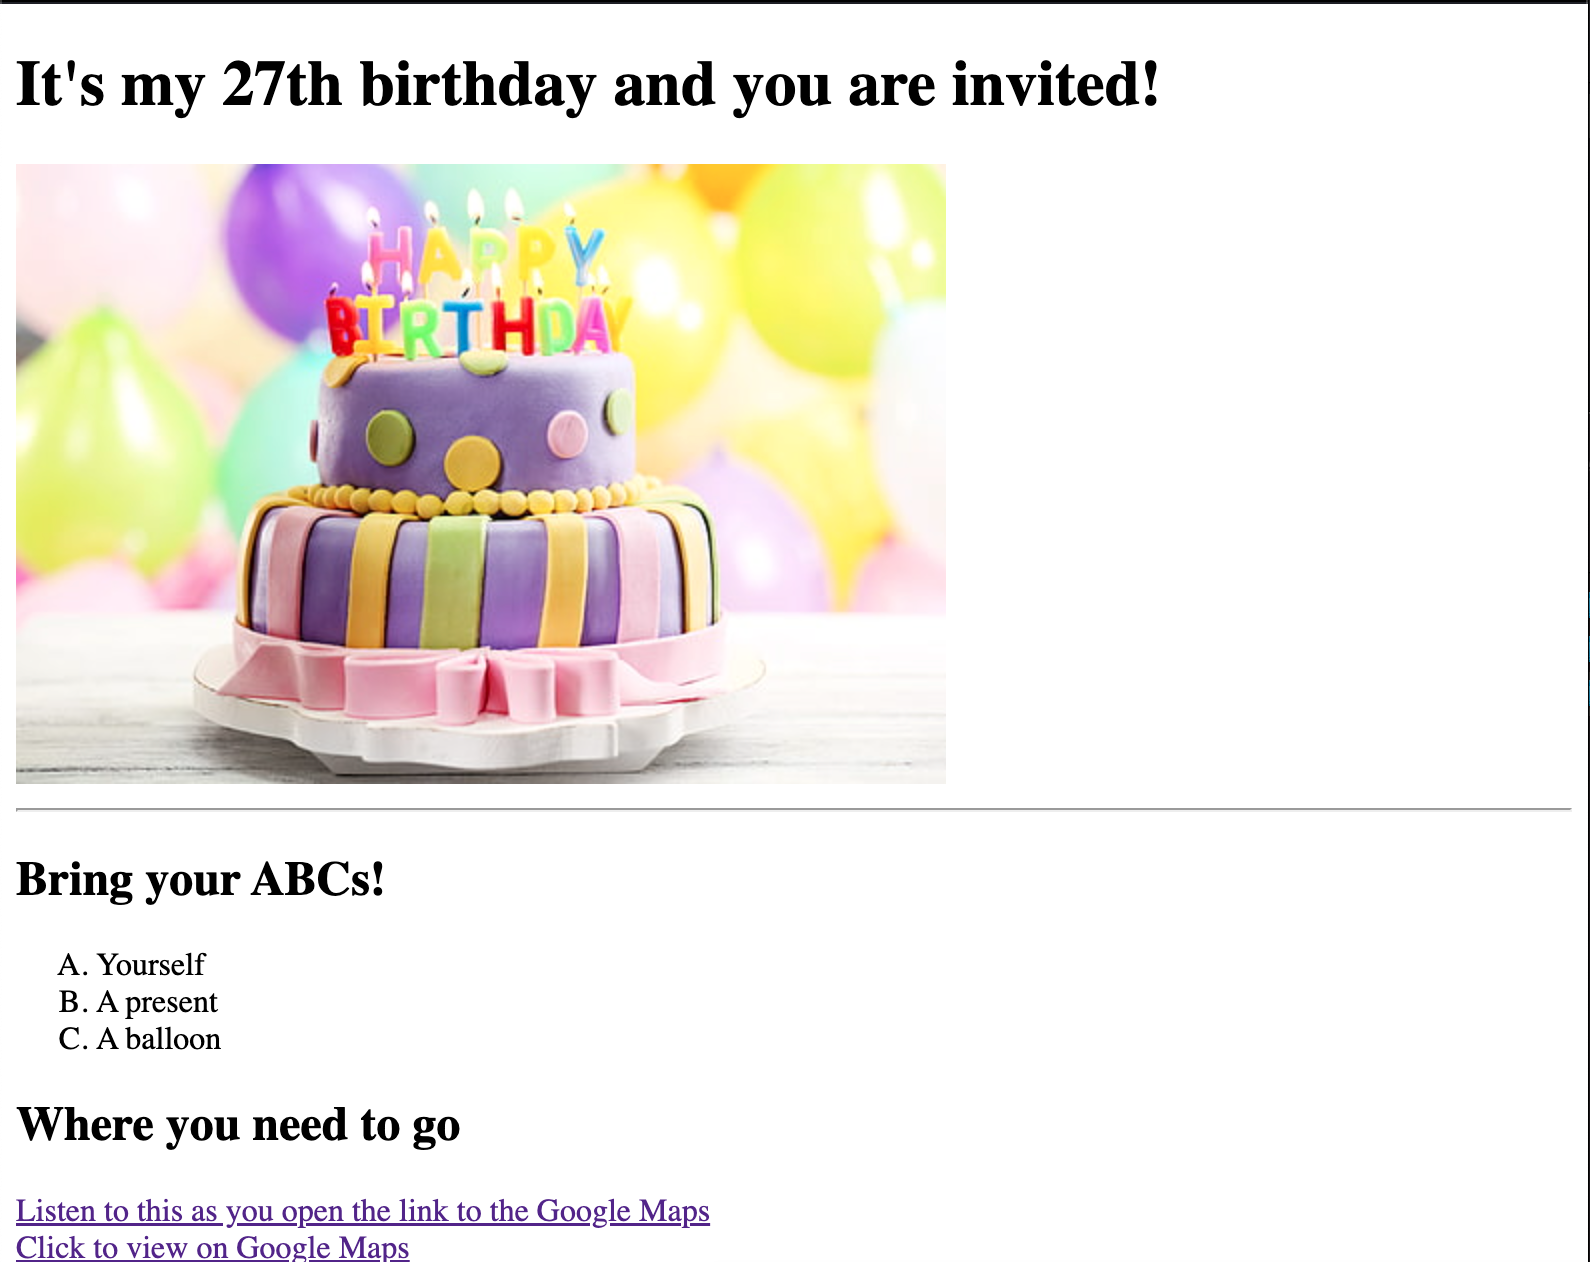 It's my 27th birthday and you are invited!
HAPPY
BIRTHDAY
Bring your ABCs!
A. Yourself
B. A present
C. A balloon
Where you need to go
Listen to this as you open the link to the Google Maps
Click to view on Google Maps